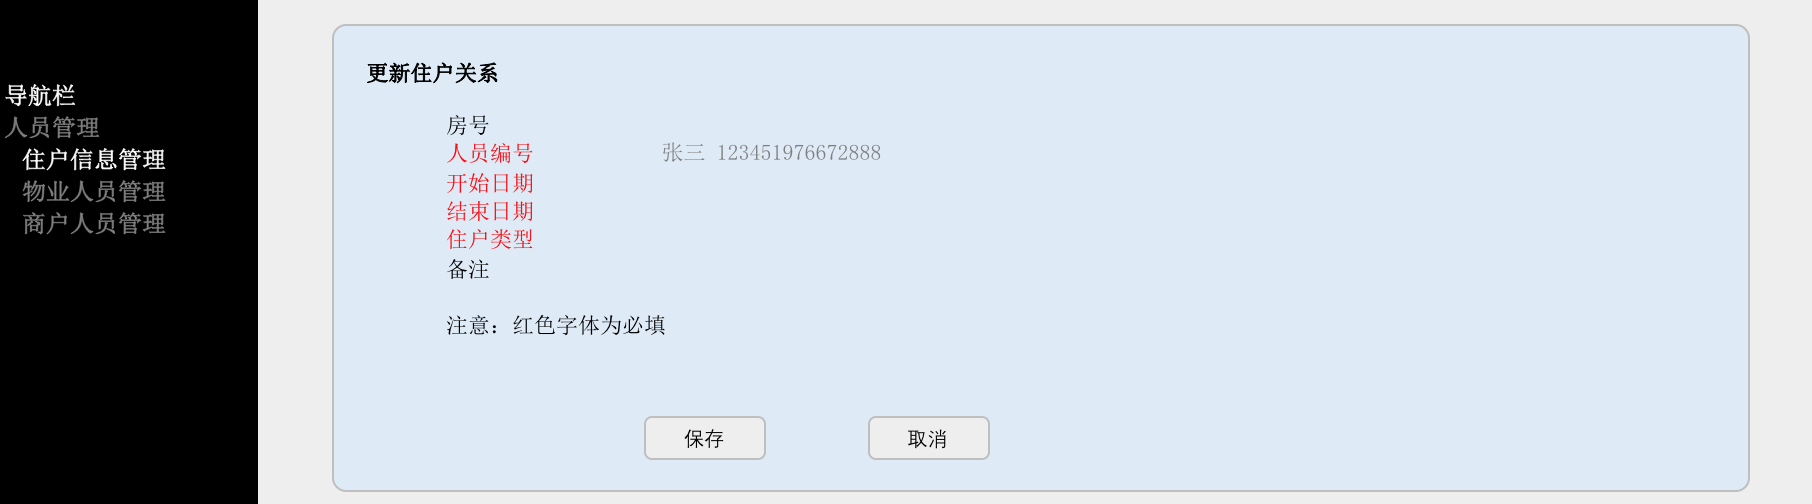 导航栏
人员管理
住户信息管理
物业人员管理
商户人员管理
更新住户关系
房号
人员编号 张三 123451976672888
开始日期
结束日期
住户类型
备注
注意：红色字体为必填
保存 取消